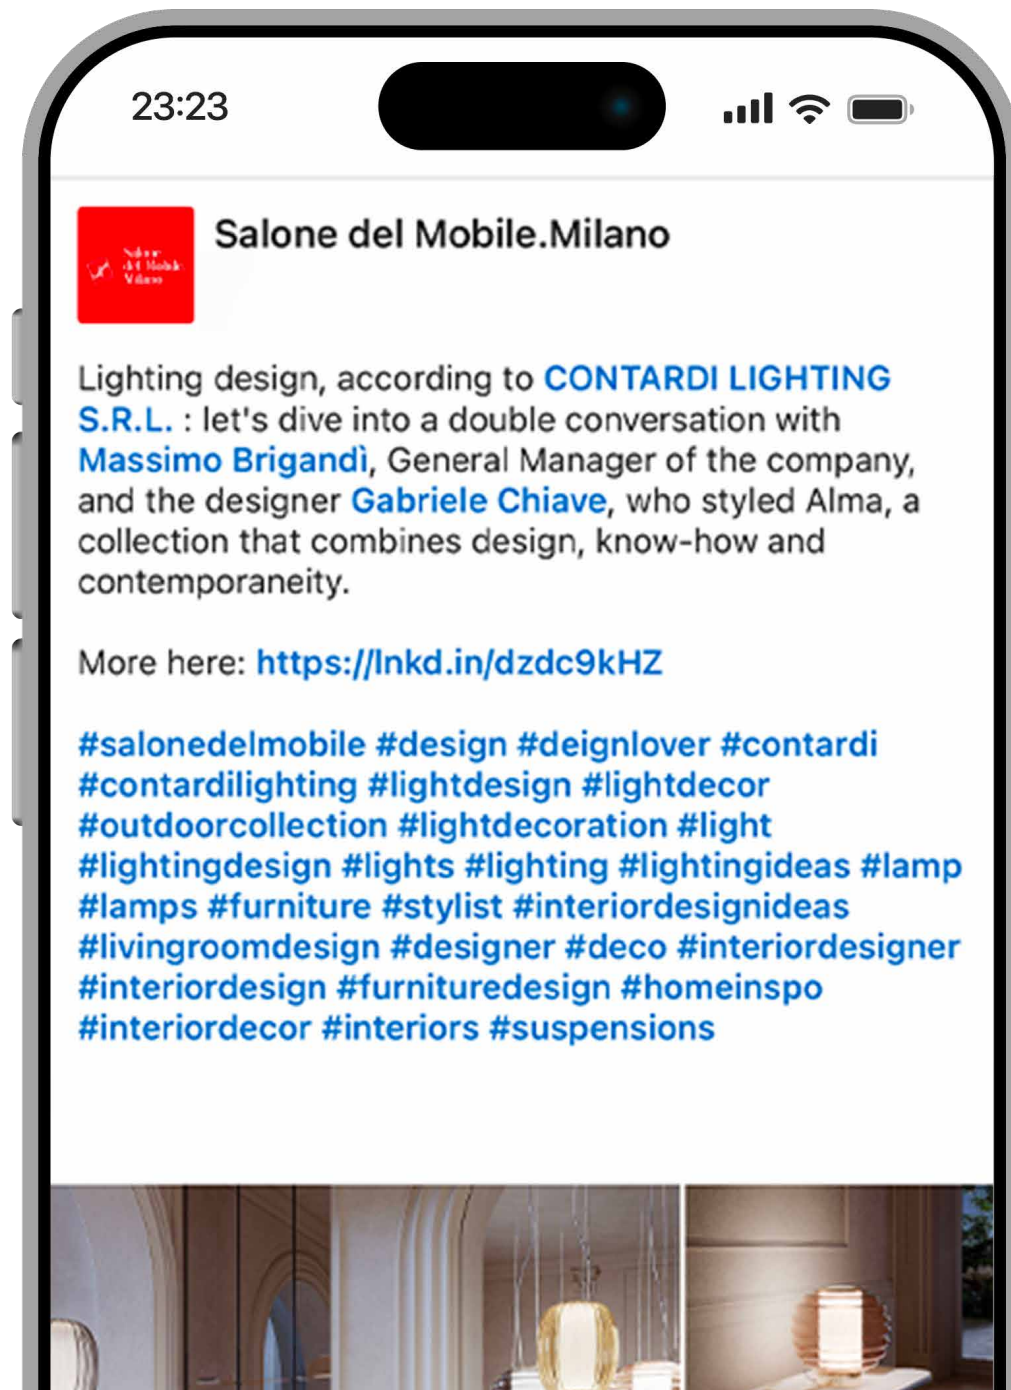 23:23
Salone
del Mobile.
Milano
Salone del Mobile.Milano
Lighting design, according to CONTARDI LIGHTING
S.R.L. : let's dive into a double conversation with
Massimo Brigandì, General Manager of the company,
and the designer Gabriele Chiave, who styled Alma, a
collection that combines design, know-how and
contemporaneity.
More here: https://lnkd.in/dzdc9kHZ
#salonedelmobile #design #deignlover #contardi
#contardilighting #lightdesign #lightdecor
#outdoorcollection #lightdecoration #light
#lightingdesign #lights #lighting #lightingideas #lamp
#lamps #furniture #stylist #interiordesignideas
#livingroomdesign #designer #deco #interiordesigner
#interiordesign #furnituredesign #homeinspo
#interiordecor #interiors #suspensions